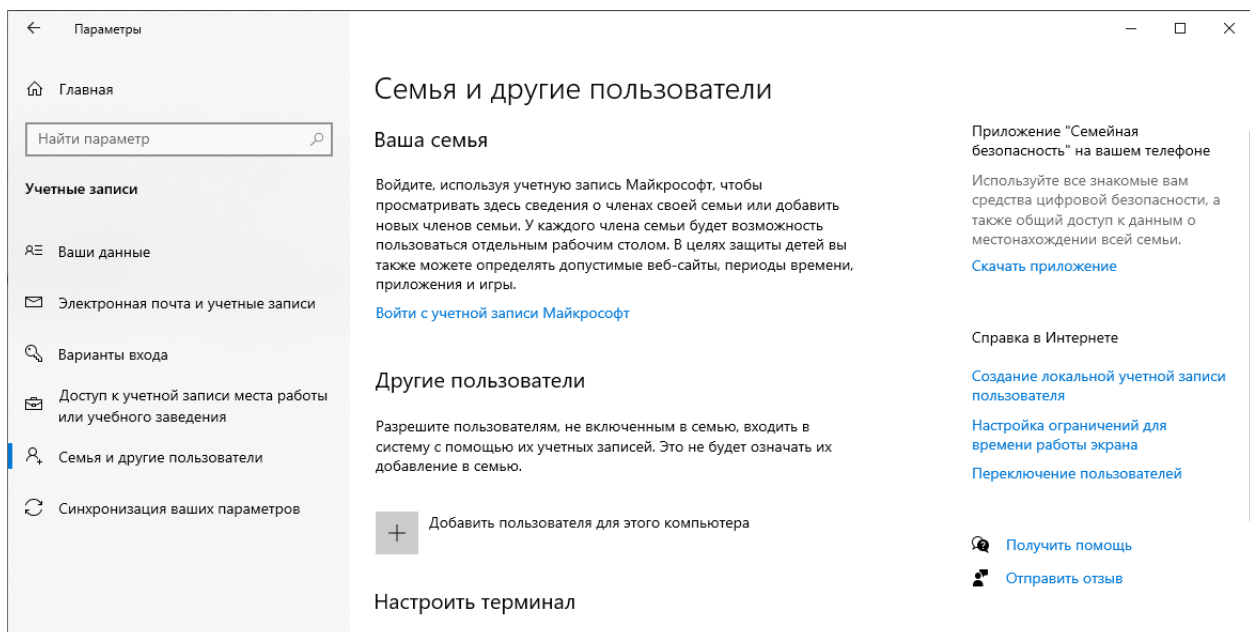 Параметры
Главная
Найти параметр
Учетные записи
Ваши данные
Электронная почта и учетные записи
Варианты входа
Доступ к учетной записи места работы
или учебного заведения
Семья и другие пользователи
Синхронизация ваших параметров
Семья и другие пользователи
Ваша семья
Войдите, используя учетную запись Майкрософт, чтобы
просматривать здесь сведения о членах своей семьи или добавить
новых членов семьи. У каждого члена семьи будет возможность
пользоваться отдельным рабочим столом. В целях защиты детей вы
также можете определять допустимые веб-сайты, периоды времени,
приложения и игры.
Войти с учетной записи Майкрософт
Другие пользователи
Разрешите пользователям, не включенным в семью, входить в
систему с помощью их учетных записей. Это не будет означать их
добавление в семью.
Добавить пользователя для этого компьютера
Настроить терминал
Приложение "Семейная
безопасность" на вашем телефоне
Используйте все знакомые вам
средства цифровой безопасности, а
также общий доступ к данным о
местонахождении всей семьи.
Скачать приложение
Справка в Интернете
Создание локальной учетной записи
пользователя
Настройка ограничений для
времени работы экрана
Переключение пользователей
Получить помощь
Отправить отзыв